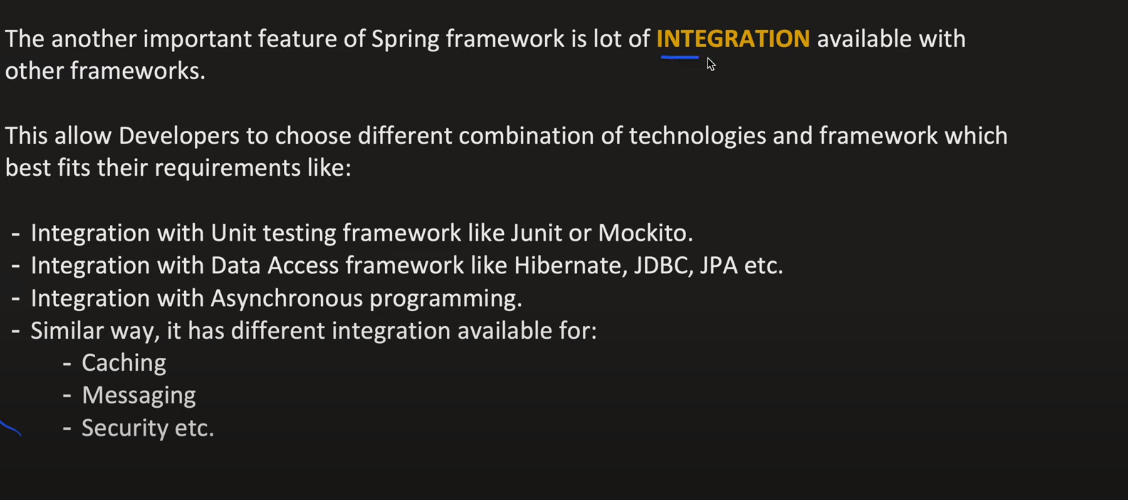 The another important feature of Spring framework is lot of INTEGRATION available with
other frameworks.
This allow Developers to choose different combination of technologies and framework which
best fits their requirements like:
- Integration with Unit testing framework like Junit or Mockito.
- Integration with Data Access framework like Hibernate, JDBC, JPA etc.
- Integration with Asynchronous programming.
- Similar way, it has different integration available for:
- Caching
- Messaging
- Security etc.